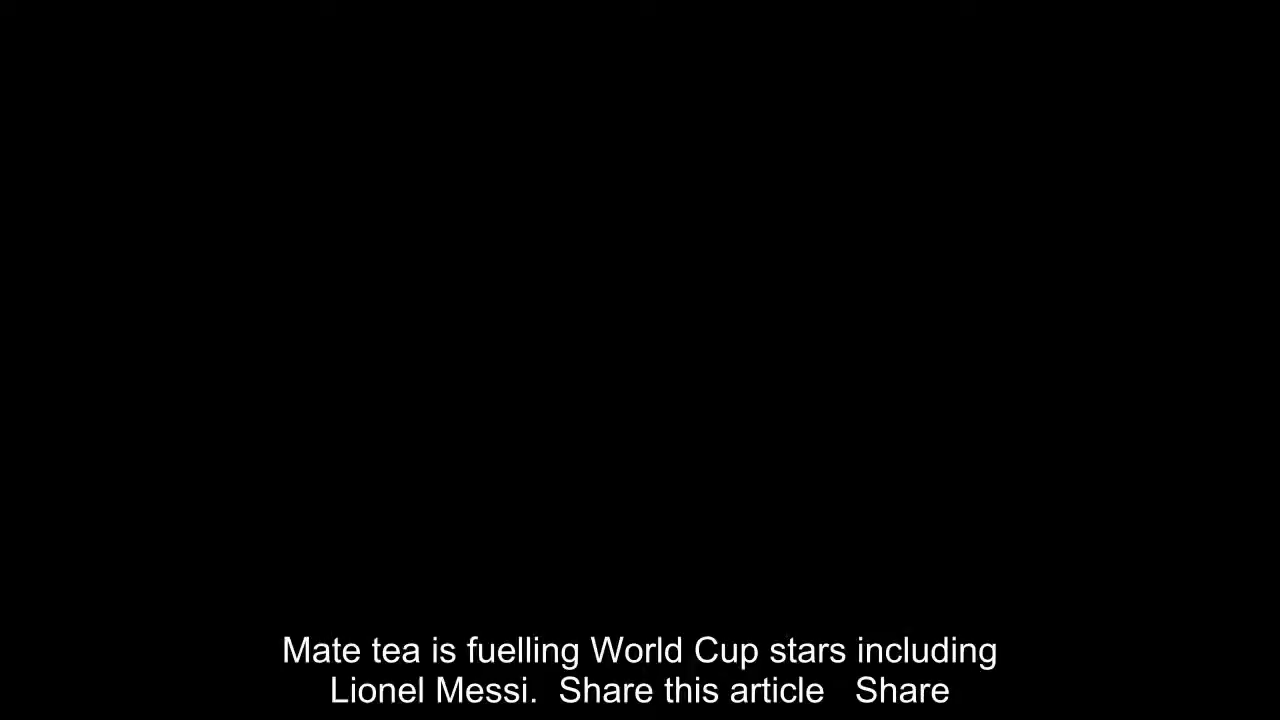 Mate tea is fuelling World Cup stars including
Lionel Messi.  Share this article   Share